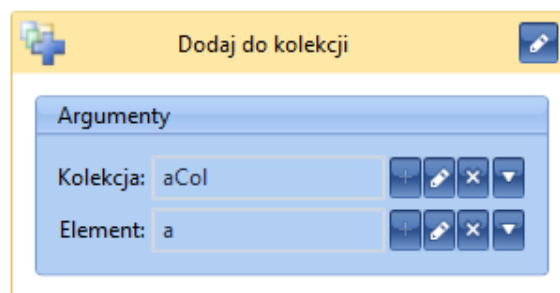 Dodaj do kolekcji
Argumenty
Kolekcja: aCol
Element: a